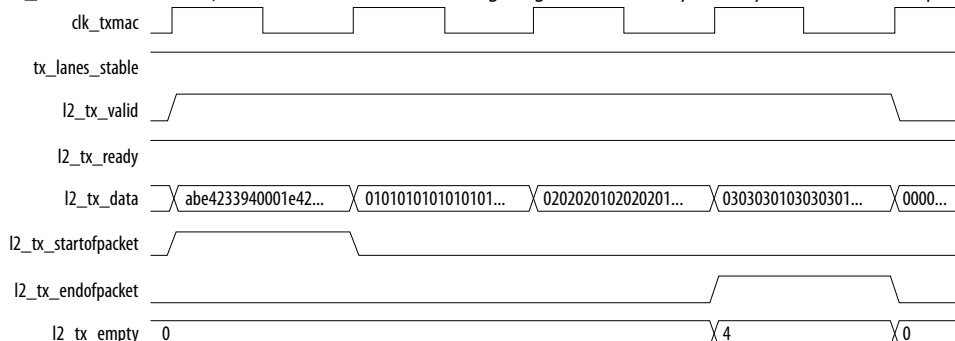 clk_txmac
tx_lanes_stable
l2_tx_valid
l2_tx_ready
l2_tx_data abe4233940001e42... 0101010101010101... 0202020102020201... 0303030103030301... 0000...
l2_tx_startofpacket
l2_tx_endofpacket
l2_tx_empty 0 4 0